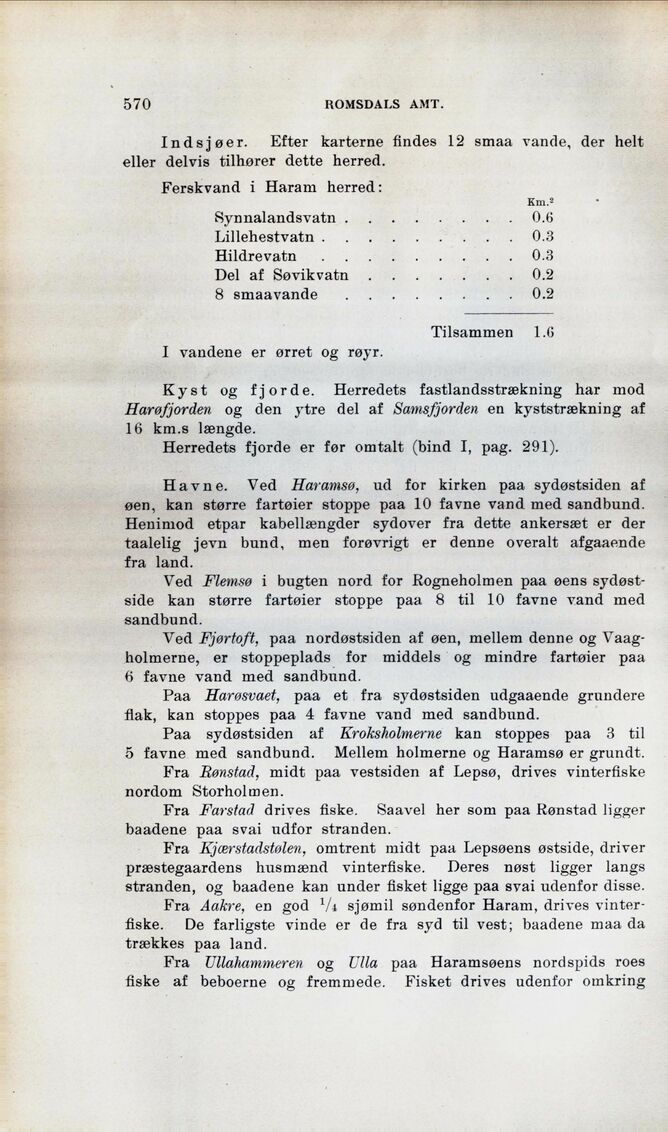 570 ROMSDALS AMT.
Indsjøer. Efter karterne findes 12 smaa vande, der helt
eller delvis tilhører dette herred.
Ferskvand i Haram herred:
Km.²
Synnalandsvatn . . . . . . . . 0.6
Lillehestvatn . . . . . . . . . 0.3
Hildrevatn . . . . . . . . . 0.3
Del af Søvikvatn . . . . . . . 0.2
8 smaavande . . . . . . . . 0.2
Tilsammen 1.6
I vandene er ørret og røyr.
Kyst og fjorde. Herredets fastlandsstrækning har mod
Harøfjorden og den ytre del af Samsfjorden en kyststrækning af
16 km.s længde.
Herredets fjorde er før omtalt (bind I, pag. 291).
Havne. Ved Haramsø, ud for kirken paa sydøstsiden af
øen, kan større fartøier stoppe paa 10 favne vand med sandbund.
Henimod etpar kabellængder sydover fra dette ankersæt er der
taalelig jevn bund, men forøvrigt er denne overalt afgaaende
fra land.
Ved Flemsø i bugten nord for Rogneholmen paa øens sydøst-
side kan større fartøier stoppe paa 8 til 10 favne vand med
sandbund.
Ved Fjørtoft, paa nordøstsiden af øen, mellem denne og Vaag-
holmerne, er stoppeplads for middels og mindre fartøier paa
6 favne vand med sandbund.
Paa Harøsvaet, paa et fra sydøstsiden udgaaende grundere
flak, kan stoppes paa 4 favne vand med sandbund.
Paa sydøstsiden af Kroksholmerne kan stoppes paa 3 til
5 favne med sandbund. Mellem holmerne og Haramsø er grundt.
Fra Rønstad, midt paa vestsiden af Lepsø, drives vinterfiske
nordom Storholmen.
Fra Farstad drives fiske. Saavel her som paa Rønstad ligger
baadene paa svai udfor stranden.
Fra Kjærstadstølen, omtrent midt paa Lepsøens østside, driver
præstegaardens husmænd vinterfiske. Deres nøst ligger langs
stranden, og baadene kan under fisket ligge paa svai udenfor disse.
Fra Aakre, en god ¹/₄ sjømil søndenfor Haram, drives vinter-
fiske. De farligste vinde er de fra syd til vest; baadene maa da
trækkes paa land.
Fra Ullahammeren og Ulla paa Haramsøens nordspids roes
fiske af beboerne og fremmede. Fisket drives udenfor omkring